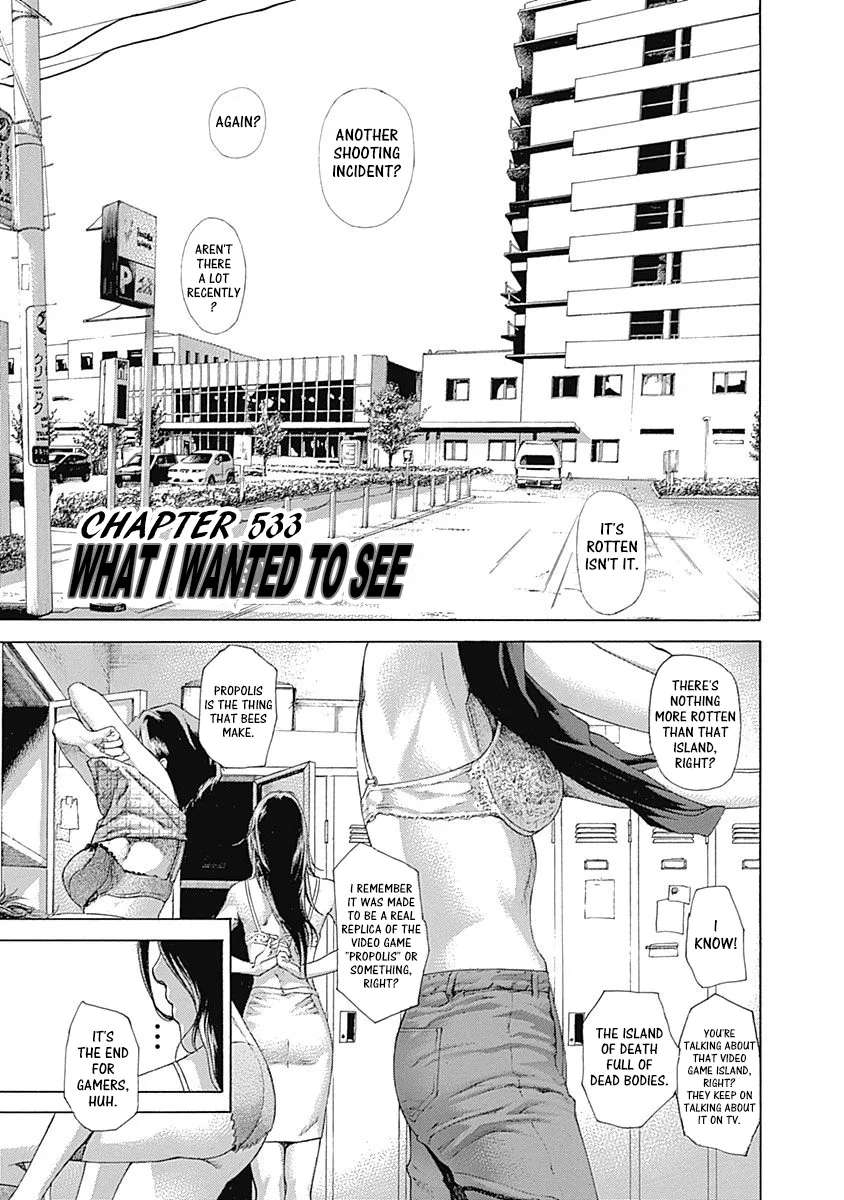 ANOTHER
SHOOTING
INCIDENT?
AGAIN?
AREN'T
THERE
A LOT
RECENTLY
?
P
クリニック
CHAPTER 533
WHAT I WANTED TO SEE
IT'S
ROTTEN
ISN'T IT.
THERE'S
NOTHING
MORE ROTTEN
THAN THAT
ISLAND,
RIGHT?
I
KNOW!
YOU'RE
TALKING ABOUT
THAT VIDEO
GAME ISLAND,
RIGHT?
THEY KEEP ON
TALKING ABOUT
IT ON TV.
THE ISLAND
OF DEATH
FULL OF
DEAD BODIES.
PROPOLIS
IS THE THING
THAT BEES
MAKE.
I REMEMBER
IT WAS MADE
TO BE A REAL
REPLICA OF THE
VIDEO GAME
"PROPOLIS" OR
SOMETHING,
RIGHT?
...
IT'S
THE END
FOR
GAMERS,
HUH.